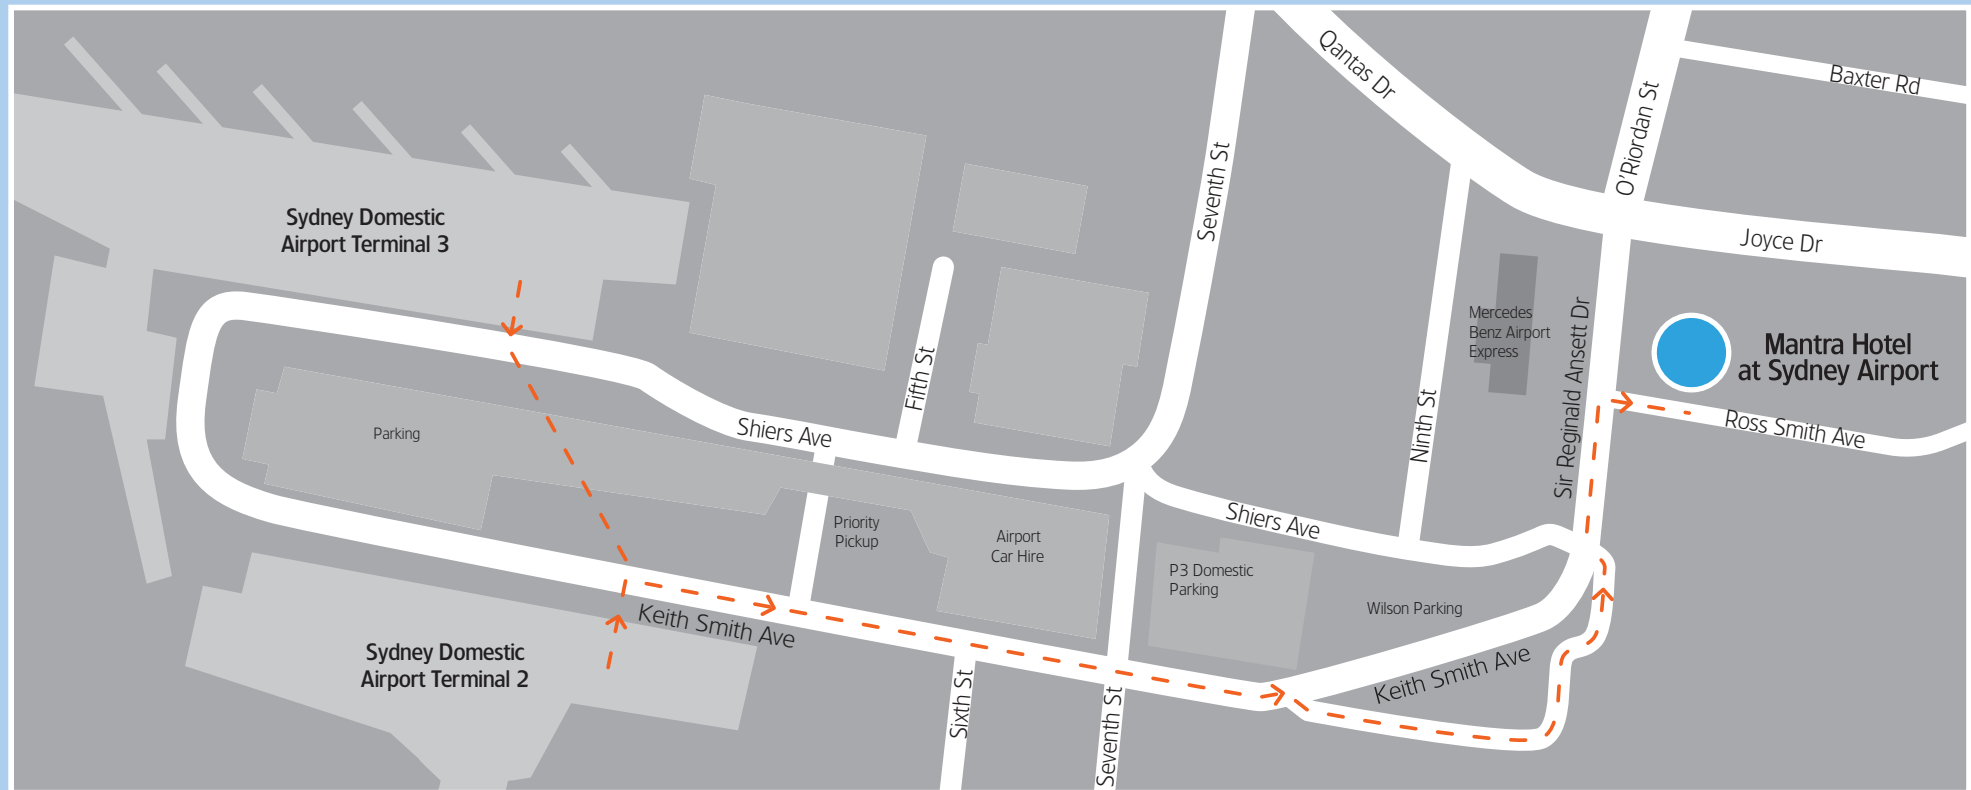 Qantas Dr
Baxter Rd
O'Riordan St
Seventh St
Sydney Domestic
Airport Terminal 3
Joyce Dr
Mercedes
Benz Airport
Express
Sir Reginald Ansett Dr
Mantra Hotel
at Sydney Airport
Fifth St
Ninth St
Shiers Ave
Ross Smith Ave
Parking
Priority
Pickup
Airport
Car Hire
Shiers Ave
P3 Domestic
Parking
Wilson Parking
Keith Smith Ave
Sydney Domestic
Airport Terminal 2
Keith Smith Ave
Sixth St
Seventh St